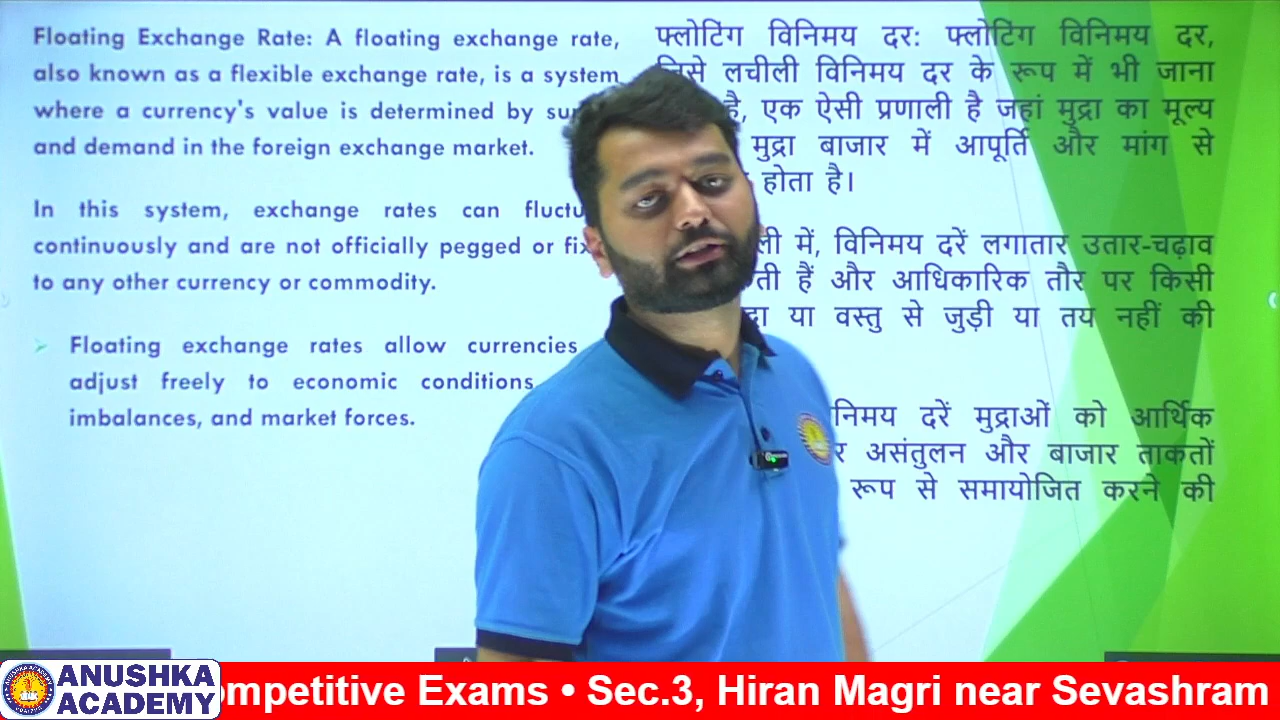 Floating Exchange Rate: A floating exchange rate,
also known as a flexible exchange rate, is a system
where a currency's value is determined by
and demand in the foreign exchange market.
In this system, exchange rates can
continuously and are not officially pegged or
to any other currency or commodity.
Floating exchange rates allow currencies
adjust freely to economic conditions
imbalances, and market forces.
फ्लोटिंग विनिमय दर: फ्लोटिंग विनिमय दर,
जिसे लचीली विनिमय दर के रूप में भी जाना
है, एक ऐसी प्रणाली है जहां मुद्रा का मूल्य
मुद्रा बाजार में आपूर्ति और मांग से
होता है।
में, विनिमय दरें लगातार उतार-चढ़ाव
हैं और आधिकारिक तौर पर किसी
या वस्तु से जुड़ी या तय नहीं की
दरें मुद्राओं को आर्थिक
असंतुलन और बाजार ताकतों
रूप से समायोजित करने की
ANUSHKA
ACADEMY
Exams • Sec.3, Hiran Magri near Sevashram